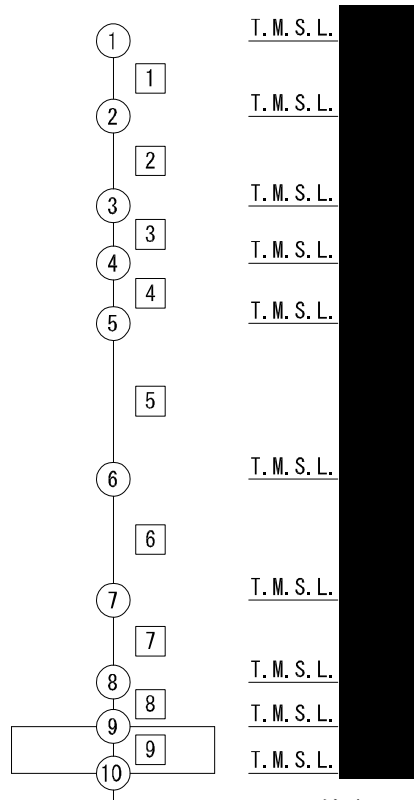 ① T.M.S.L.
1
② T.M.S.L.
2
③ T.M.S.L.
3
④ T.M.S.L.
4
⑤ T.M.S.L.
5
⑥ T.M.S.L.
6
⑦ T.M.S.L.
7
⑧ T.M.S.L.
8
⑨ T.M.S.L.
9
⑩ T.M.S.L.